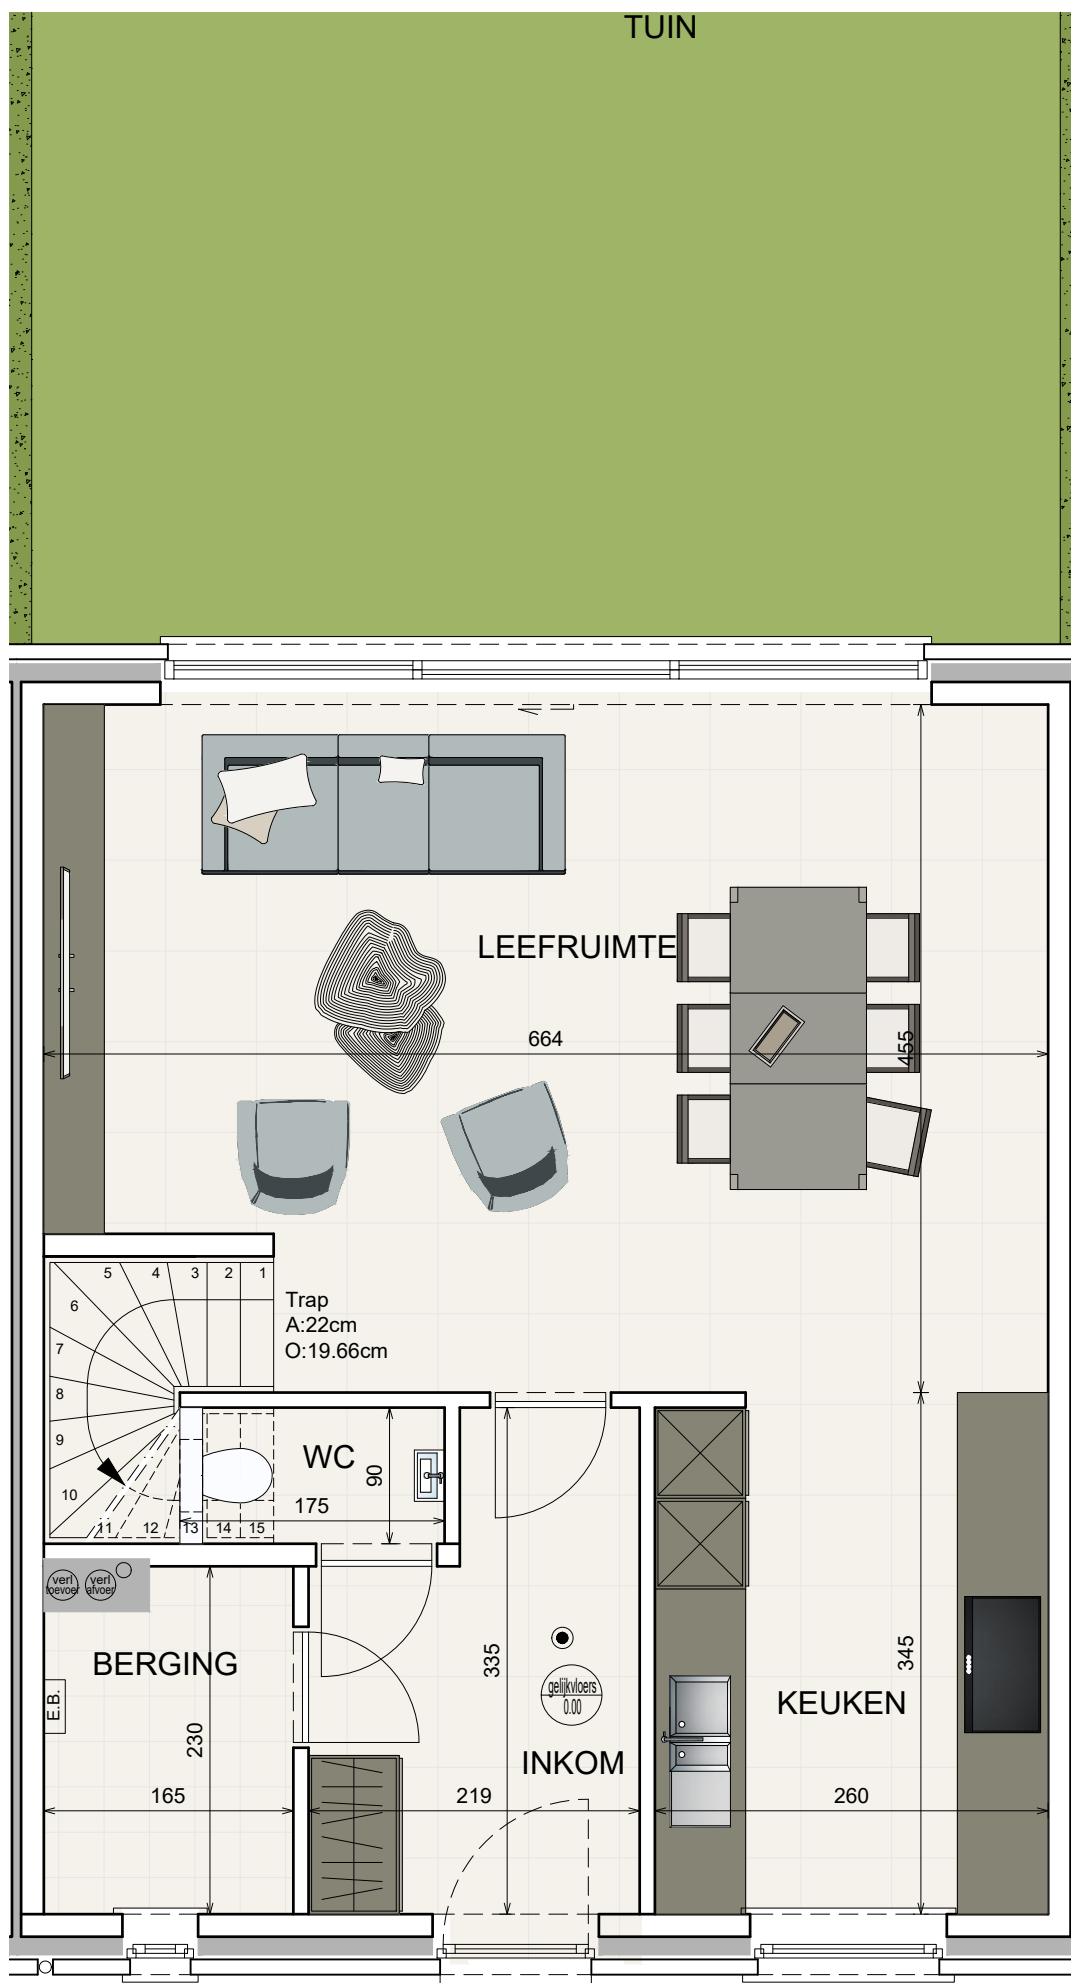 TUIN
LEEFRUIMTE
664
455
5 4 3 2 1
6
7
8
9
10
11 12 13 14 15
Trap
A:22cm
O:19.66cm
WC
90
175
verl
toevoer
verl
afvoer
BERGING
E.B.
230
165
335
gelijkvloers
0.00
INKOM
219
345
KEUKEN
260